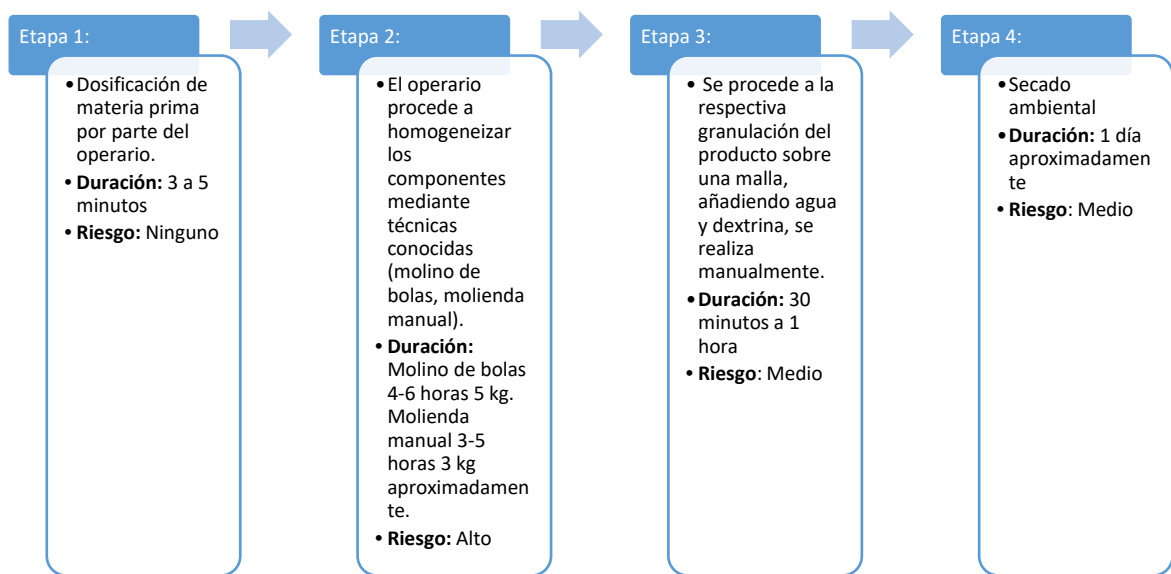 Etapa 1:
•Dosificación de
materia prima
por parte del
operario.
• Duración: 3 a 5
minutos
• Riesgo: Ninguno
Etapa 2:
•El operario
procede a
homogeneizar
los
componentes
mediante
técnicas
conocidas
(molino de
bolas, molienda
manual).
• Duración:
Molino de bolas
4-6 horas 5 kg.
Molienda
manual 3-5
horas 3 kg
aproximadamen
te.
• Riesgo: Alto
Etapa 3:
• Se procede a la
respectiva
granulación del
producto sobre
una malla,
añadiendo agua
y dextrina, se
realiza
manualmente.
•Duración: 30
minutos a 1
hora
• Riesgo: Medio
Etapa 4:
•Secado
ambiental
•Duración: 1 día
aproximadamen
te
• Riesgo: Medio